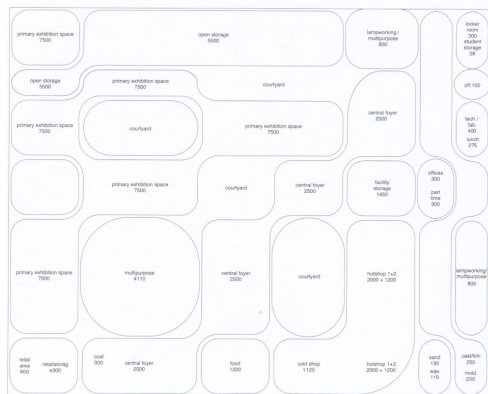 primary exhibition space
7500
open storage
5500
lampworking /
multipurpose
800
locker
room
300
student
storage
28
open storage
5500
primary exhibition space
7500
courtyard
central foyer
2500
off.100
primary exhibition space
7500
courtyard
primary exhibition space
7500
tech. /
fab.
400
lunch
275
primary exhibition space
7500
courtyard
central foyer
2500
facility
storage
1450
offices
300
part
time
300
primary exhibition space
7500
multipurpose
4110
central foyer
2500
courtyard
hotshop 1+2
2000 + 1200
lampworking/
multipurpose
800
retail
area
800
retailstorag
e300
coat
300
central foyer
2500
food
1200
cold shop
1120
hotshop 1+2
2000 + 1200
sand
130
wax
110
cast/kiln
250
mold
200